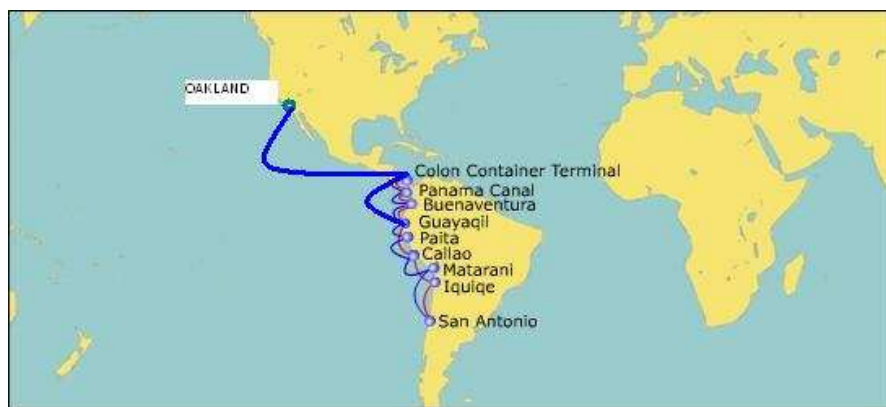 OAKLAND
Colon Container Terminal
Panama Canal
Buenaventura
Guayaqil
Paita
Callao
Matarani
Iquiqe
San Antonio